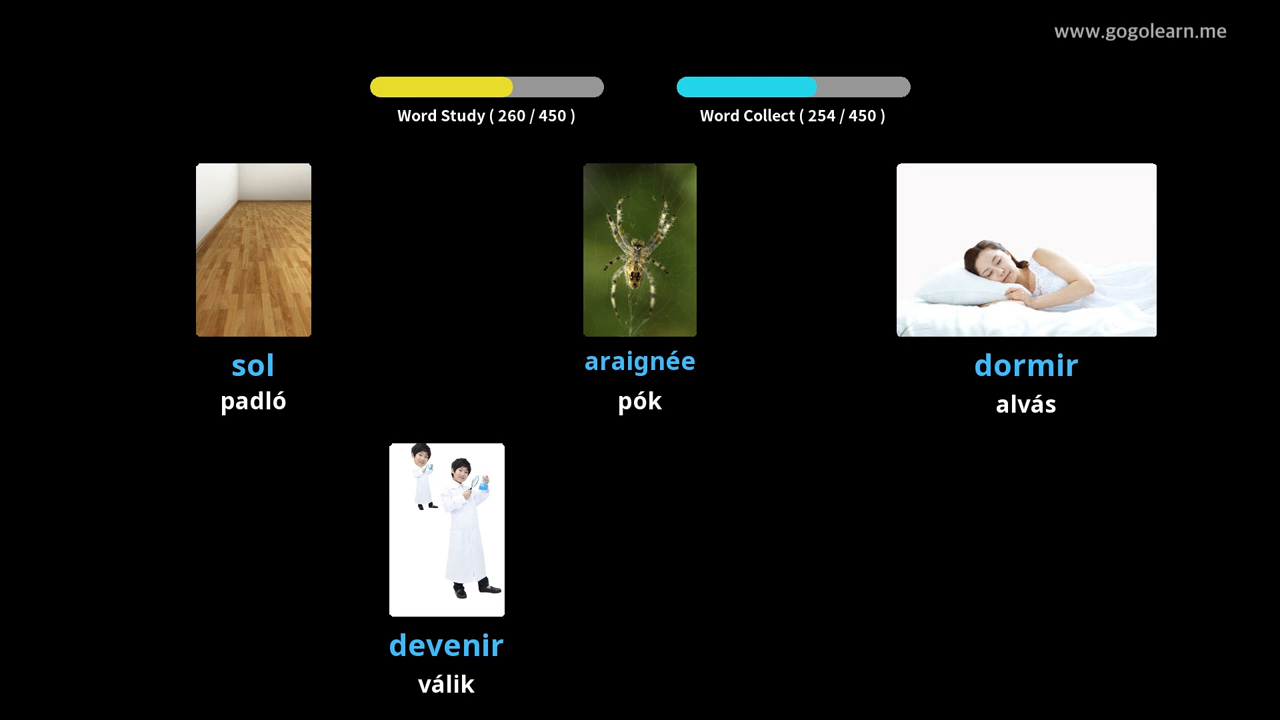 www.gogolearn.me
Word Study ( 260 / 450 )
Word Collect ( 254 / 450 )
sol
padló
araignée
pók
dormir
alvás
devenir
válik